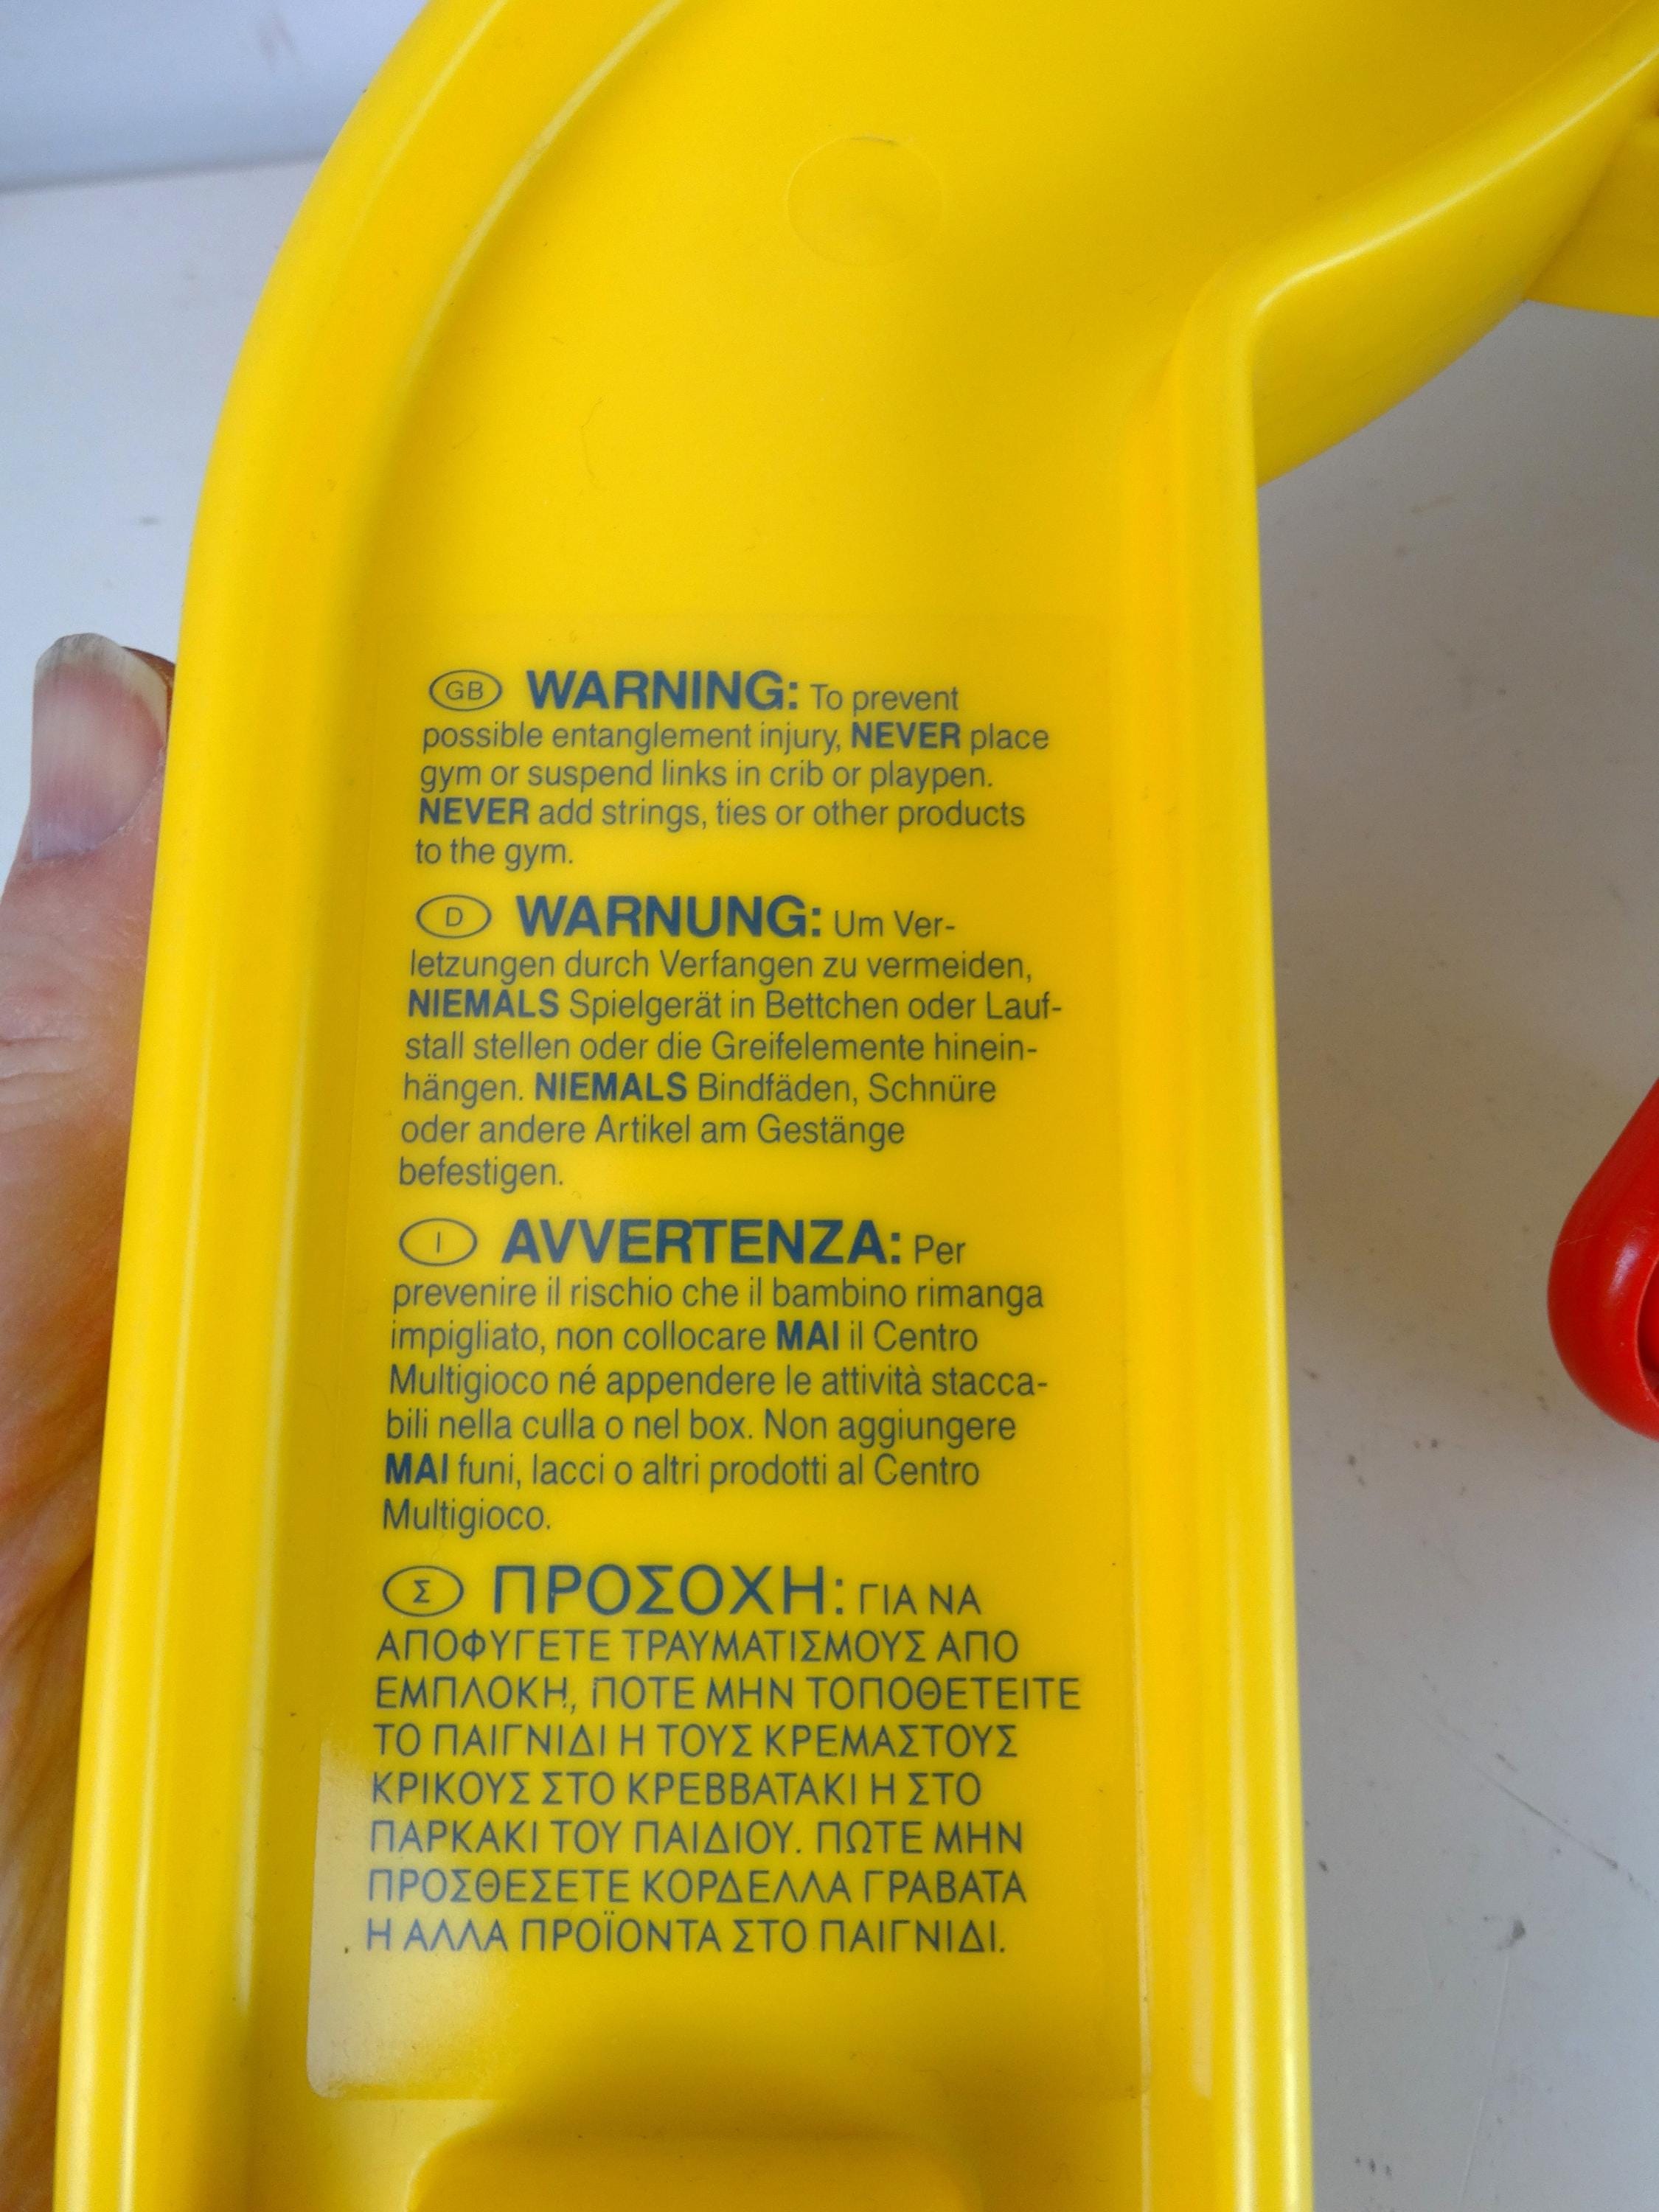 GB WARNING: To prevent
possible entanglement injury, NEVER place
gym or suspend links in crib or playpen.
NEVER add strings, ties or other products
to the gym.
D WARNUNG: Um Ver-
letzungen durch Verfangen zu vermeiden,
NIEMALS Spielgerät in Bettchen oder Lauf-
stall stellen oder die Greifelemente hinein-
hängen. NIEMALS Bindfäden, Schnüre
oder andere Artikel am Gestänge
befestigen.
I AVVERTENZA: Per
prevenire il rischio che il bambino rimanga
impigliato, non collocare MAI il Centro
Multigioco né appendere le attività stacca-
bili nella culla o nel box. Non aggiungere
MAI funi, lacci o altri prodotti al Centro
Multigioco.
Σ ΠΡΟΣΟΧΗ: ΓΙΑ ΝΑ
ΑΠΟΦΥΓΕΤΕ ΤΡΑΥΜΑΤΙΣΜΟΥΣ ΑΠΟ
ΕΜΠΛΟΚΗ, ΠΟΤΕ ΜΗΝ ΤΟΠΟΘΕΤΕΙΤΕ
ΤΟ ΠΑΙΓΝΙΔΙ Η ΤΟΥΣ ΚΡΕΜΑΣΤΟΥΣ
ΚΡΙΚΟΥΣ ΣΤΟ ΚΡΕΒΒΑΤΑΚΙ Η ΣΤΟ
ΠΑΡΚΑΚΙ ΤΟΥ ΠΑΙΔΙΟΥ. ΠΩΤΕ ΜΗΝ
ΠΡΟΣΘΕΣΕΤΕ ΚΟΡΔΕΛΛΑ ΓΡΑΒΑΤΑ
Η ΑΛΛΑ ΠΡΟΪΟΝΤΑ ΣΤΟ ΠΑΙΓΝΙΔΙ.